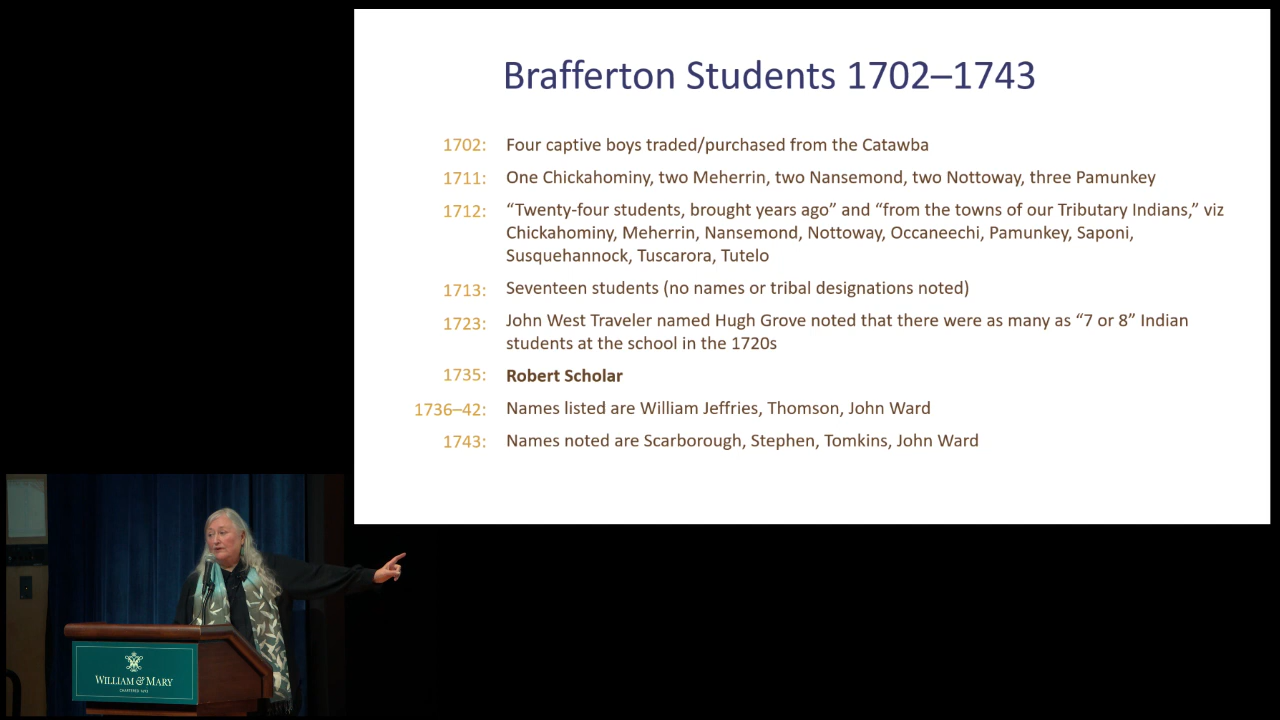 Brafferton Students 1702–1743
1702: Four captive boys traded/purchased from the Catawba
1711: One Chickahominy, two Meherrin, two Nansemond, two Nottoway, three Pamunkey
1712: “Twenty-four students, brought years ago” and “from the towns of our Tributary Indians,” viz
Chickahominy, Meherrin, Nansemond, Nottoway, Occaneechi, Pamunkey, Saponi,
Susquehannock, Tuscarora, Tutelo
1713: Seventeen students (no names or tribal designations noted)
1723: John West Traveler named Hugh Grove noted that there were as many as “7 or 8” Indian
students at the school in the 1720s
1735: Robert Scholar
1736–42: Names listed are William Jeffries, Thomson, John Ward
1743: Names noted are Scarborough, Stephen, Tomkins, John Ward
WILLIAM & MARY
CHARTERED 1693